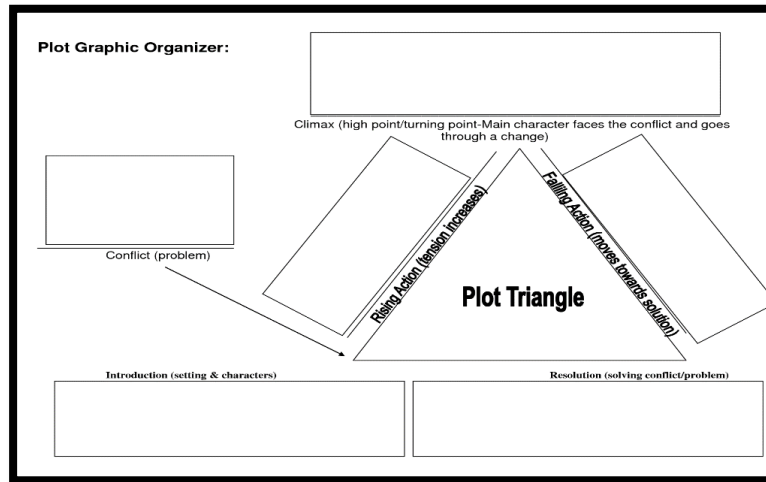 Plot Graphic Organizer:
Climax (high point/turning point-Main character faces the conflict and goes
through a change)
Conflict (problem)
Rising Action (tension increases)
Falling Action (moves towards solution)
Plot Triangle
Introduction (setting & characters)
Resolution (solving conflict/problem)